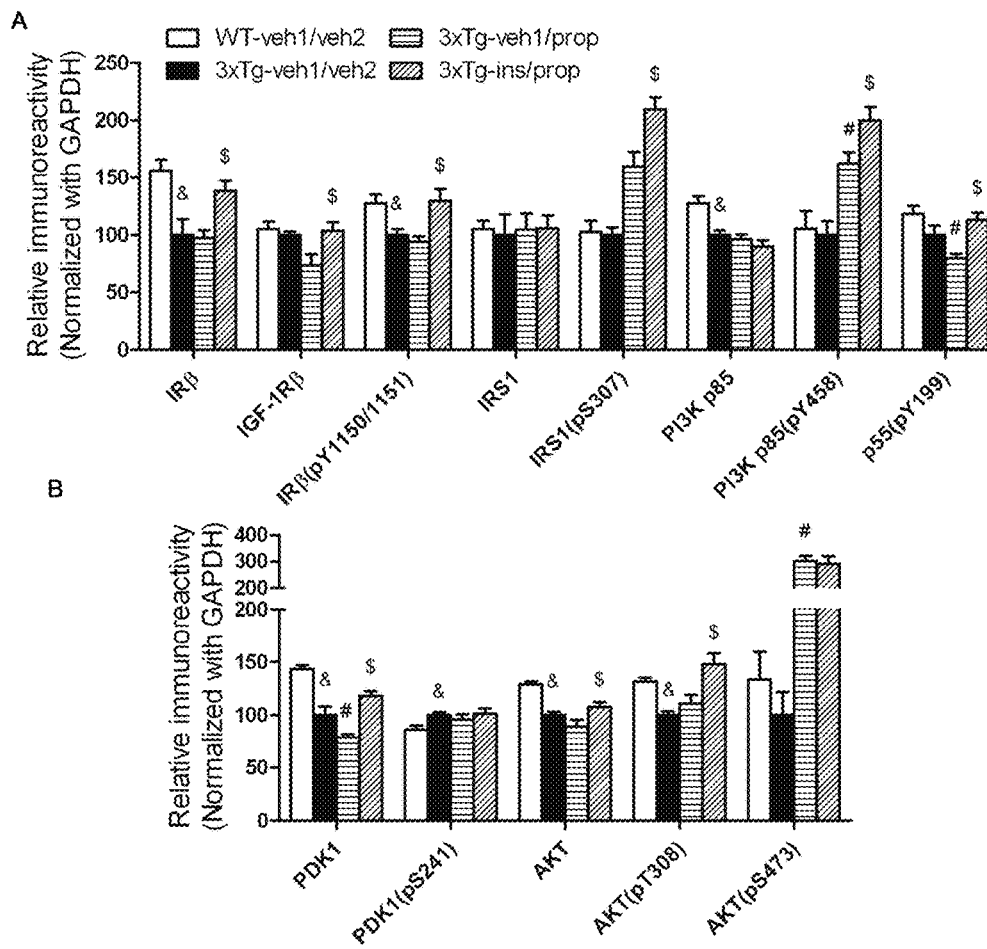 A
WT-veh1/veh2
3xTg-veh1/prop
3xTg-veh1/veh2
3xTg-ins/prop
Relative immunoreactivity
(Normalized with GAPDH)
250
200
150
100
50
0
&
$
$
&
$
$
&
#
$
#
$
IRβ
IGF-1Rβ
IRβ(pY1150/1151)
IRS1
IRS1(pS307)
PI3K p85
PI3K p85(pY458)
p55(pY199)
B
Relative immunoreactivity
(Normalized with GAPDH)
400
300
200
200
150
100
50
0
&
#
$
&
&
$
&
$
#
PDK1
PDK1(pS241)
AKT
AKT(pT308)
AKT(pS473)